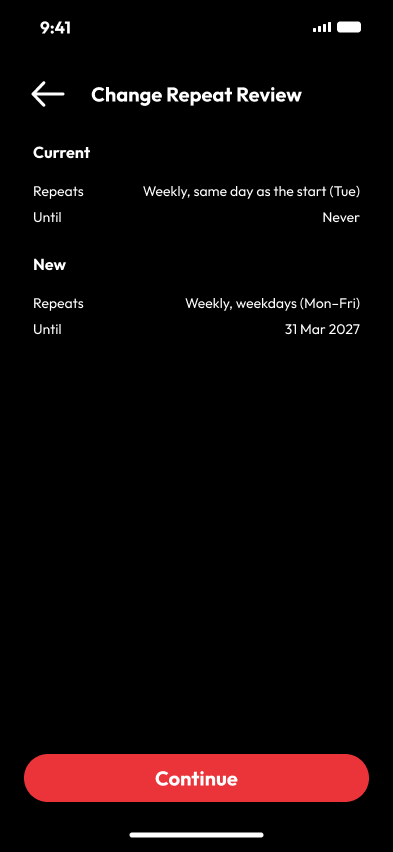 9:41
Change Repeat Review
Current
Repeats Weekly, same day as the start (Tue)
Until Never
New
Repeats Weekly, weekdays (Mon–Fri)
Until 31 Mar 2027
Continue